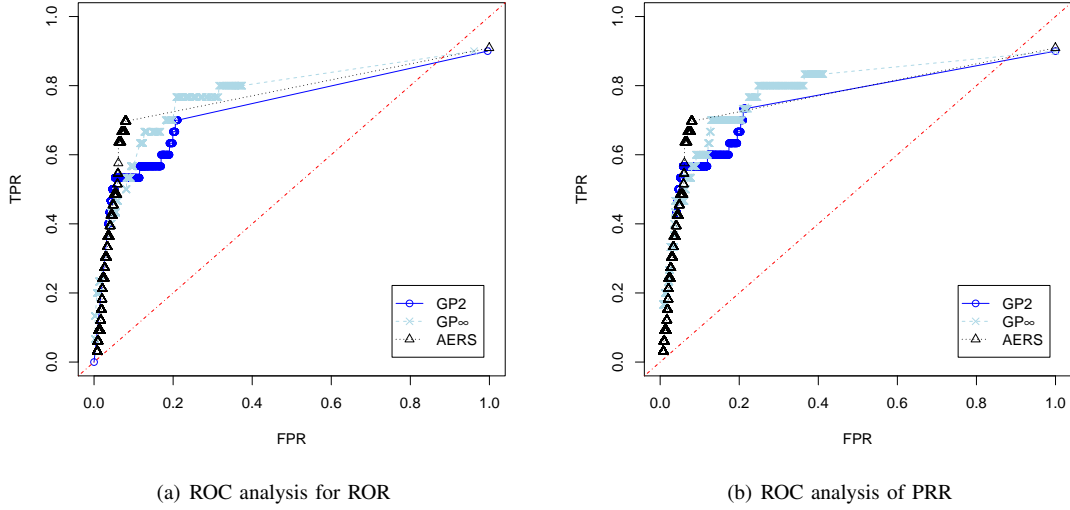 1.0
0.8
0.6
0.4
0.2
0.0
TPR
0.0 0.2 0.4 0.6 0.8 1.0
FPR
GP2
GP∞
AERS
(a) ROC analysis for ROR
1.0
0.8
0.6
0.4
0.2
0.0
TPR
0.0 0.2 0.4 0.6 0.8 1.0
FPR
GP2
GP∞
AERS
(b) ROC analysis of PRR